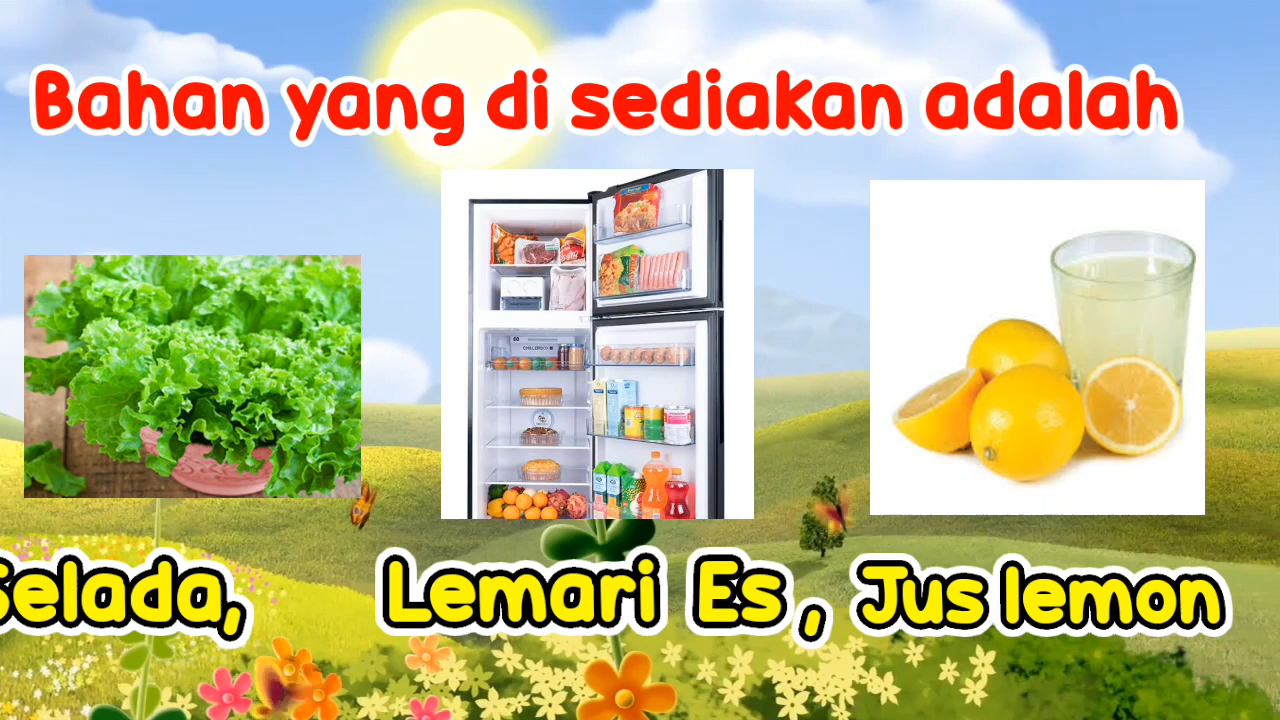 Bahan yang di sediakan adalah
Selada, Lemari Es , Jus lemon